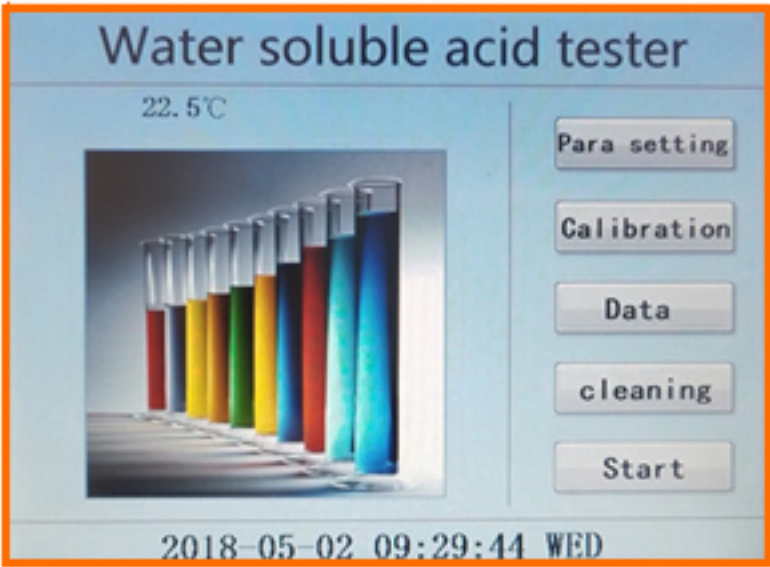 Water soluble acid tester
22.5℃
Para setting
Calibration
Data
cleaning
Start
2018-05-02 09:29:44 WED